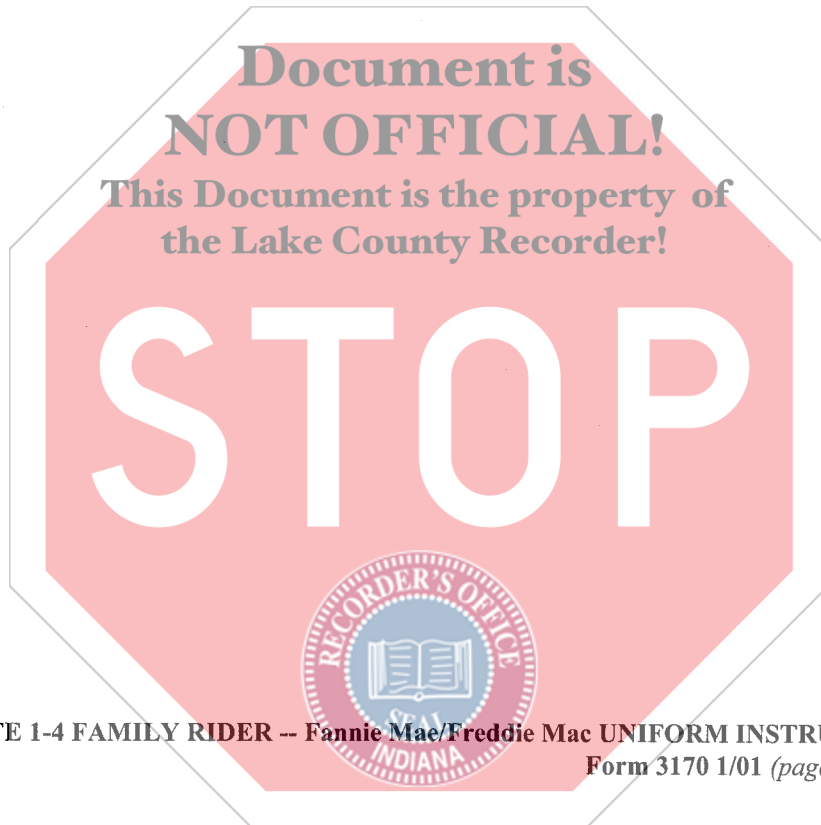 Document is
NOT OFFICIAL!
This Document is the property of
the Lake County Recorder!
STOP
RECORDER'S OFFICE
SEAL
INDIANA
1-4 FAMILY RIDER -- Fannie Mae/Freddie Mac UNIFORM
Form 3170 1/01